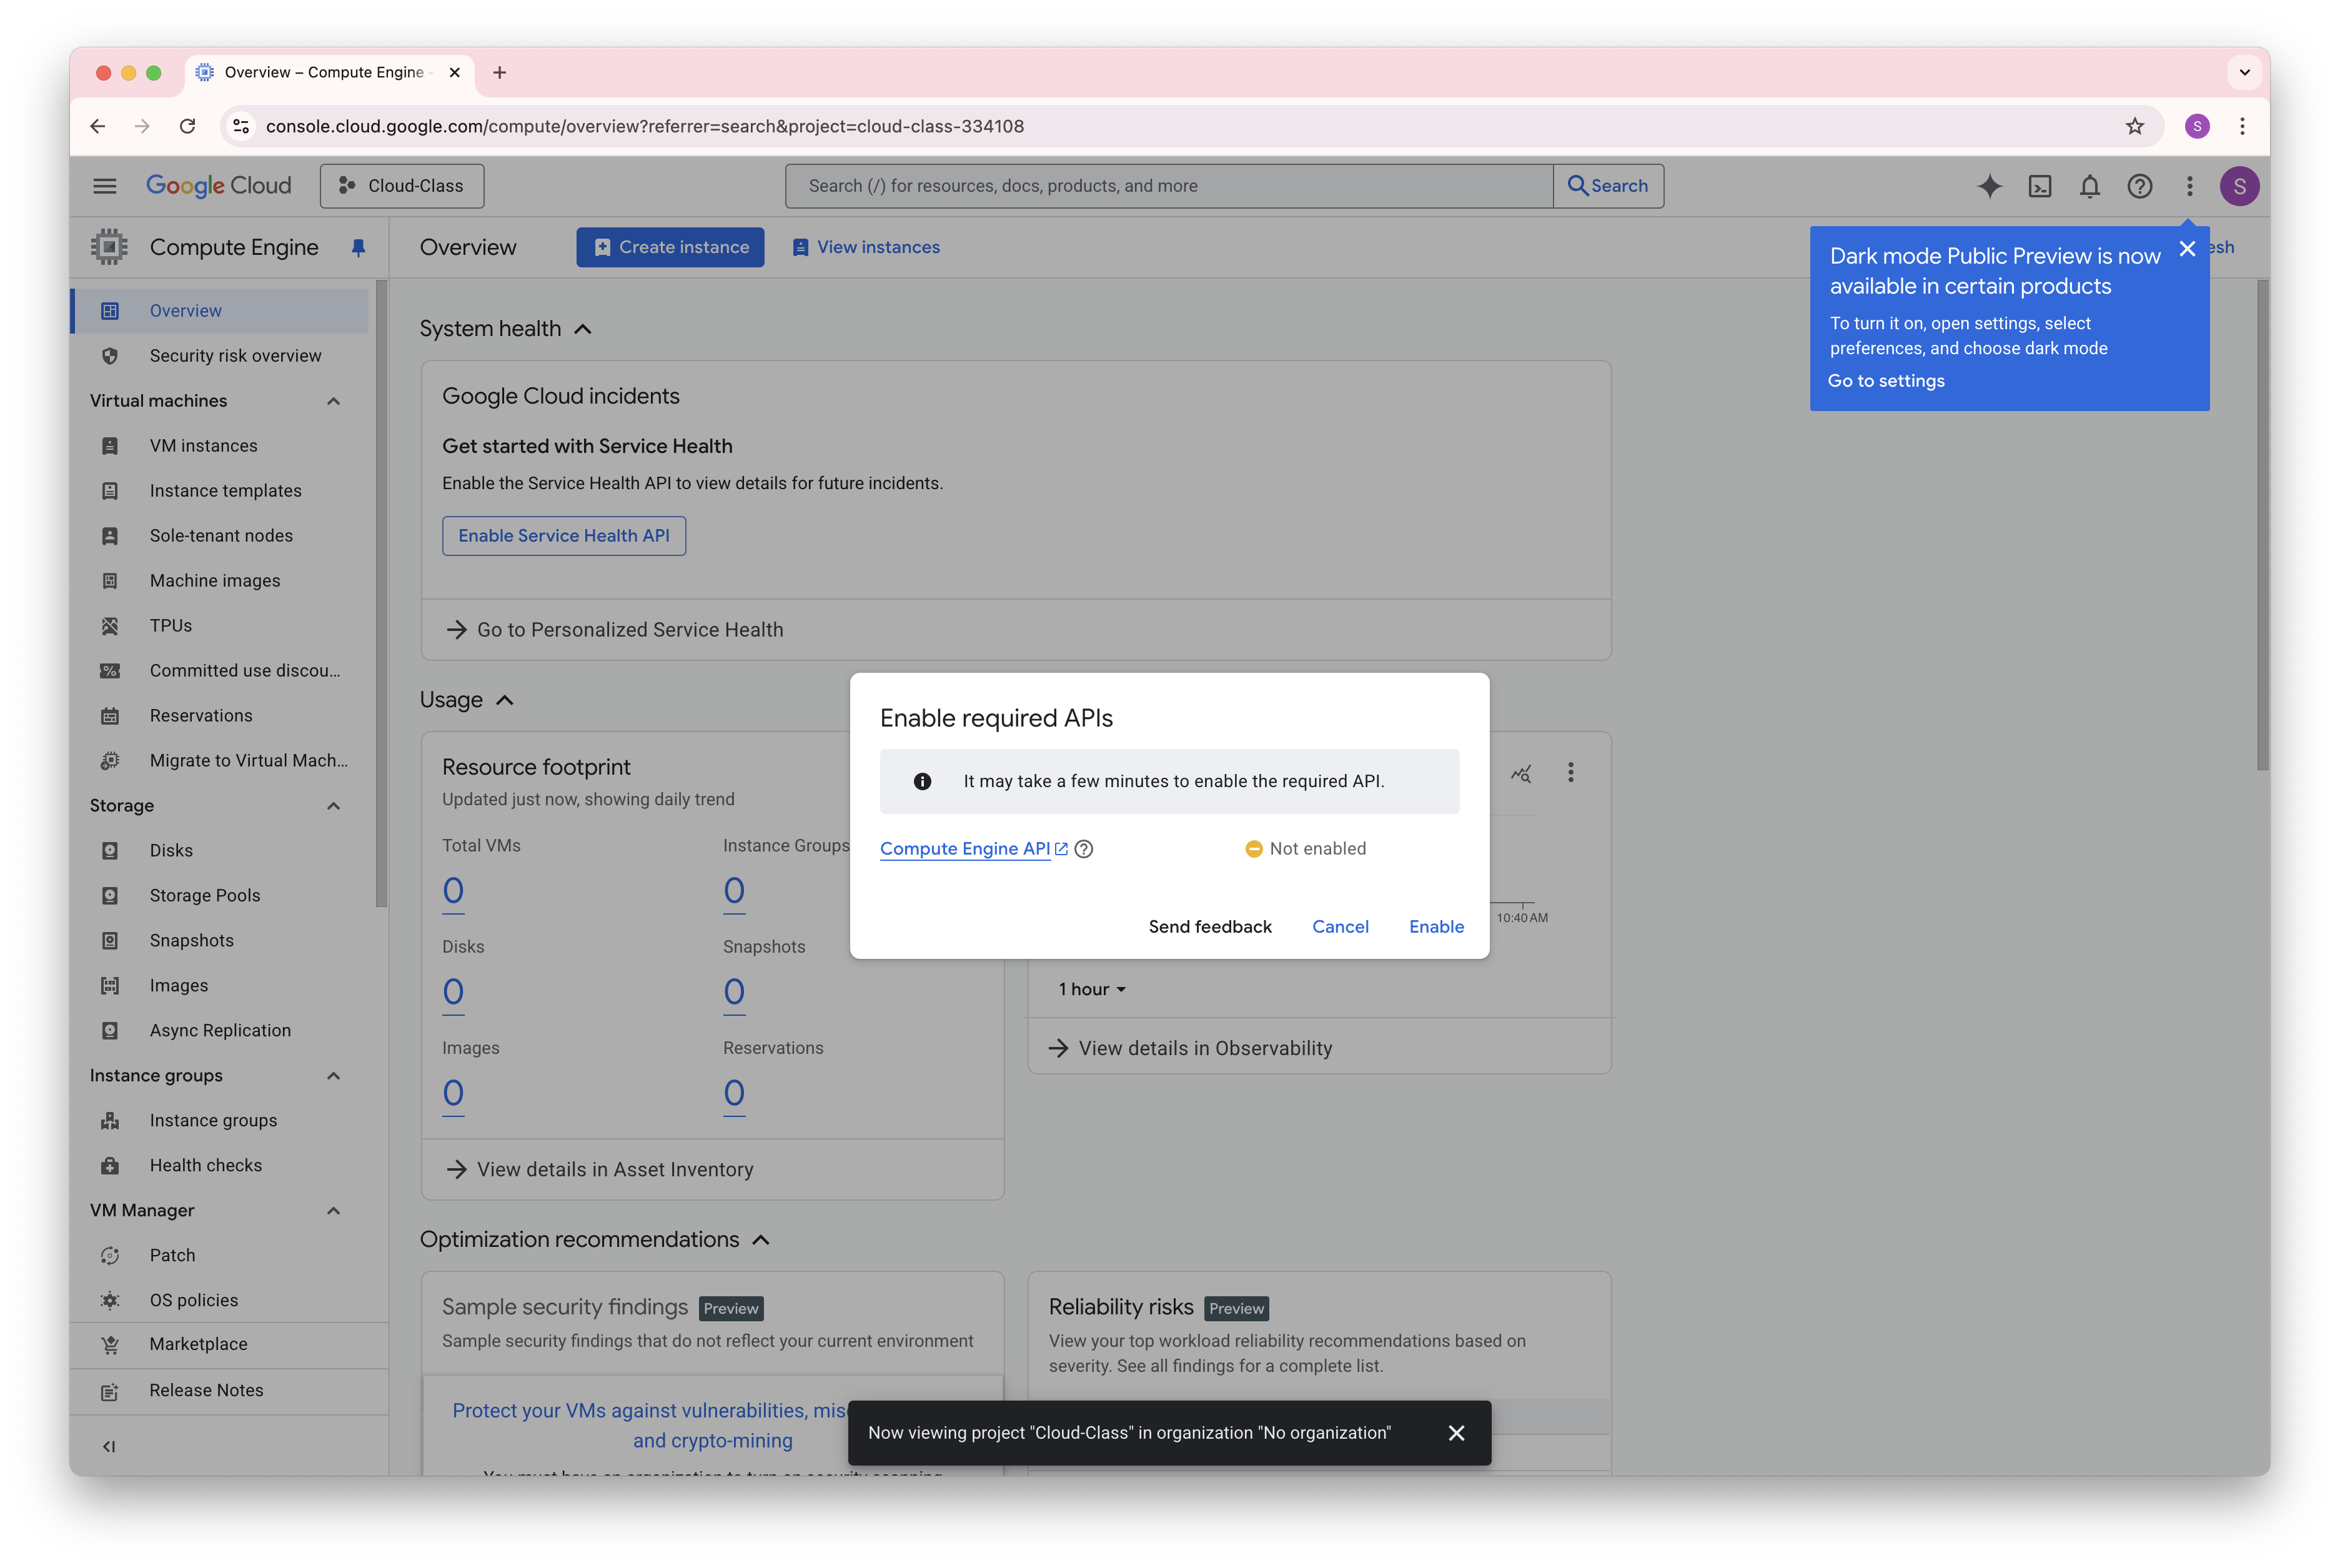 Overview – Compute Engine -
console.cloud.google.com/compute/overview?referrer=search&project=cloud-class-334108
S
Google Cloud
Cloud-Class
Search (/) for resources, docs, products, and more
Search
S
Compute Engine
Overview
Create instance
View instances
esh
Dark mode Public Preview is now
available in certain products
To turn it on, open settings, select
preferences, and choose dark mode
Go to settings
Overview
Security risk overview
Virtual machines
VM instances
Instance templates
Sole-tenant nodes
Machine images
TPUs
Committed use discou...
Reservations
Migrate to Virtual Mach...
Storage
Disks
Storage Pools
Snapshots
Images
Async Replication
Instance groups
Instance groups
Health checks
VM Manager
Patch
OS policies
Marketplace
Release Notes
System health
Google Cloud incidents
Get started with Service Health
Enable the Service Health API to view details for future incidents.
Enable Service Health API
Go to Personalized Service Health
Usage
Resource footprint
Updated just now, showing daily trend
Total VMs
Instance Groups
0
0
Disks
Snapshots
0
0
Images
Reservations
0
0
View details in Asset Inventory
10:40 AM
1 hour
View details in Observability
Enable required APIs
It may take a few minutes to enable the required API.
Compute Engine API
Not enabled
Send feedback
Cancel
Enable
Optimization recommendations
Sample security findings Preview
Sample security findings that do not reflect your current environment
Protect your VMs against vulnerabilities,
and crypto-mining
You must have an organization to turn on security scanning
Reliability risks Preview
View your top workload reliability recommendations based on
severity. See all findings for a complete list.
Now viewing project "Cloud-Class" in organization "No organization"